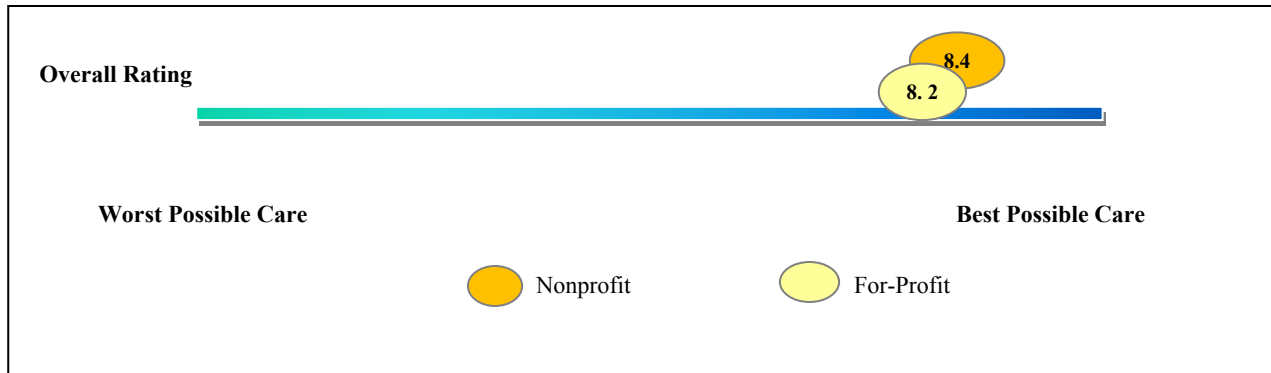 8.4
Overall Rating
8. 2
Worst Possible Care
Best Possible Care
Nonprofit
For-Profit